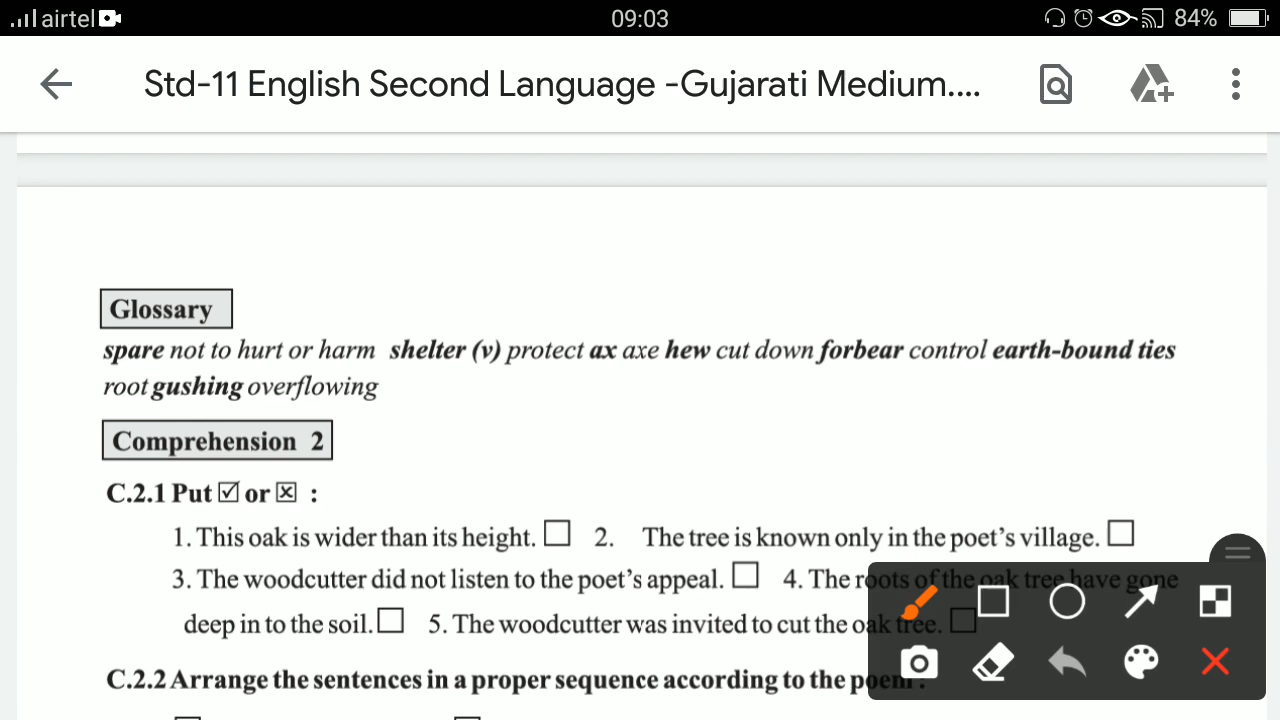 airtel 09:03 84%
Std-11 English Second Language -Gujarati Medium....
Glossary
spare not to hurt or harm shelter (v) protect ax axe hew cut down forbear control earth-bound ties
root gushing overflowing
Comprehension 2
C.2.1 Put ☑ or ☒ :
1. This oak is wider than its height. ☐ 2. The tree is known only in the poet's village. ☐
3. The woodcutter did not listen to the poet's appeal. ☐ 4. The roots of the oak tree have gone
deep in to the soil. ☐ 5. The woodcutter was invited to cut the oak tree. ☐
C.2.2 Arrange the sentences in a proper sequence according to the poem :